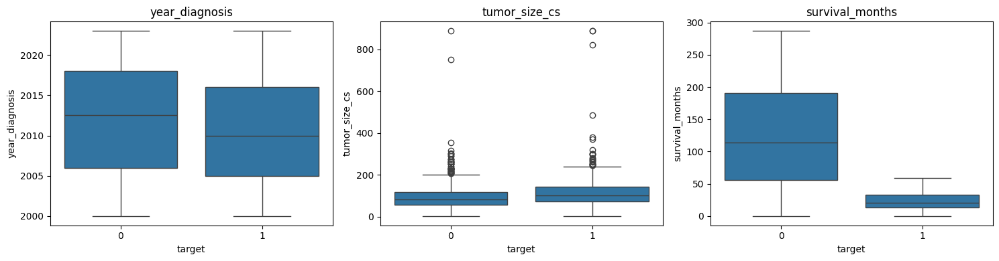 year_diagnosis
year_diagnosis
2020
2015
2010
2005
2000
0 1
target
tumor_size_cs
tumor_size_cs
800
600
400
200
0
0 1
target
survival_months
survival_months
300
250
200
150
100
50
0
0 1
target